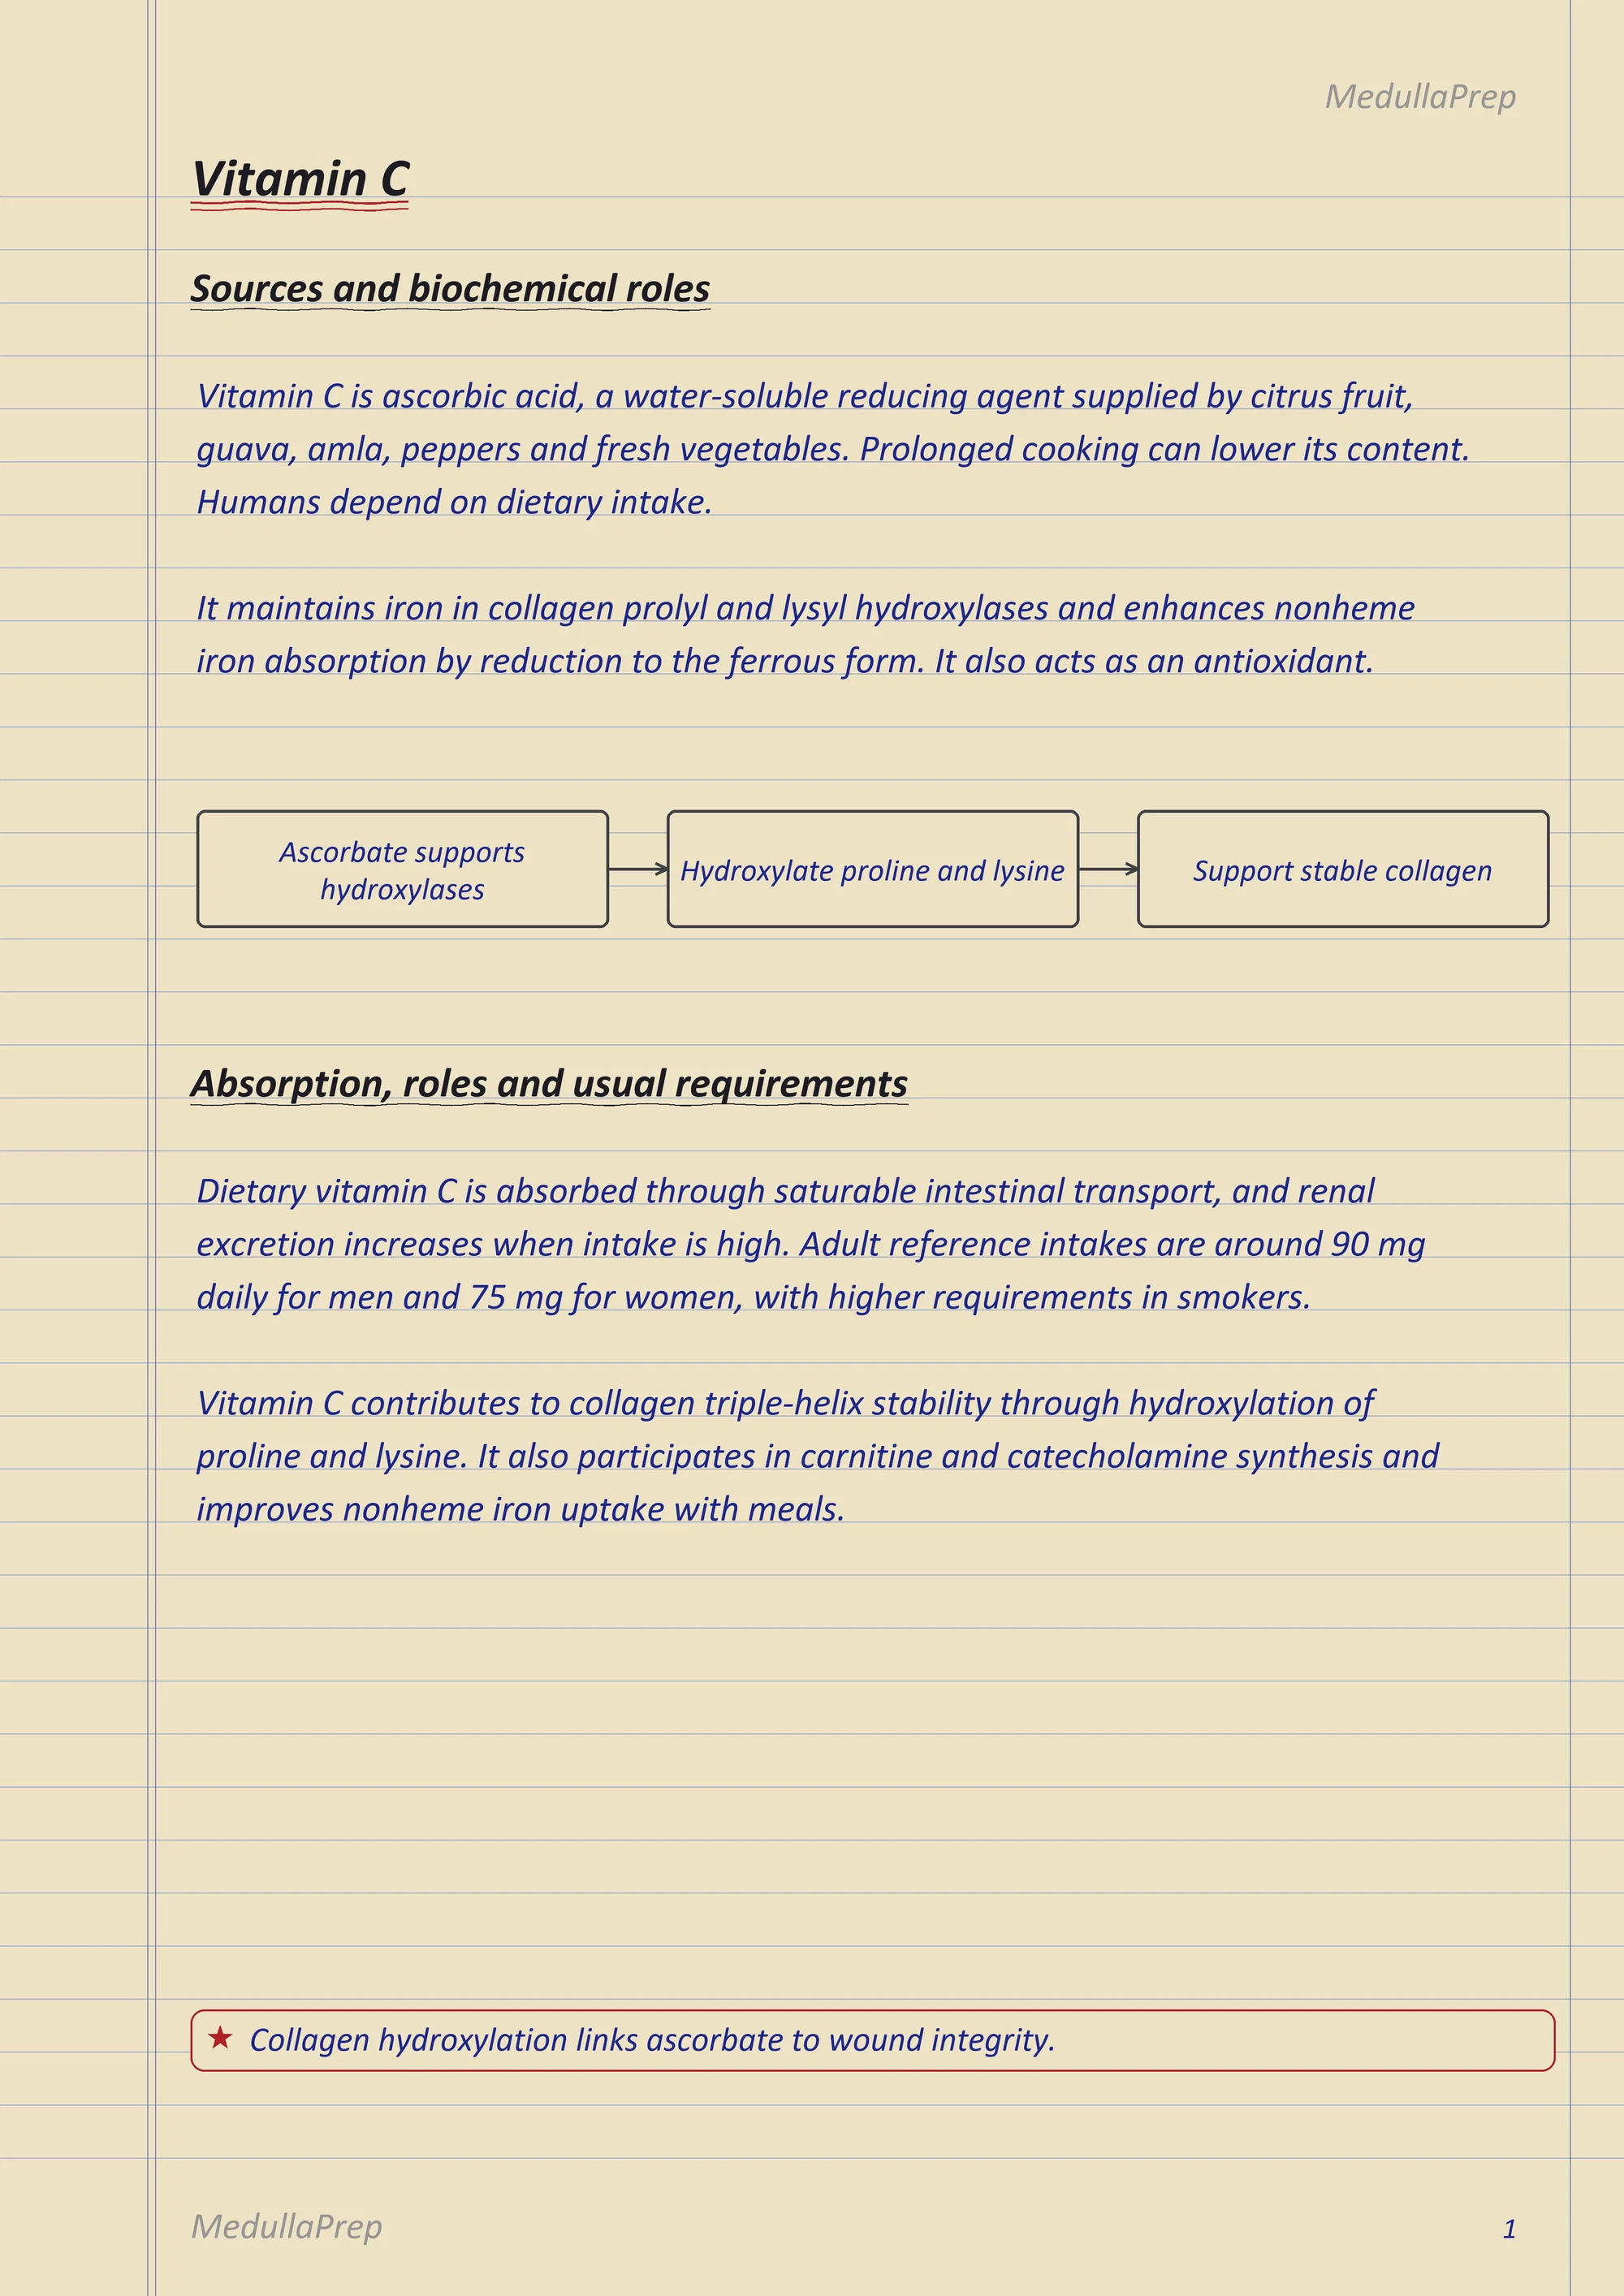 MedullaPrep
Vitamin C
Sources and biochemical roles
Vitamin C is ascorbic acid, a water-soluble reducing agent supplied by citrus fruit,
guava, amla, peppers and fresh vegetables. Prolonged cooking can lower its content.
Humans depend on dietary intake.
It maintains iron in collagen prolyl and lysyl hydroxylases and enhances nonheme
iron absorption by reduction to the ferrous form. It also acts as an antioxidant.
Ascorbate supports
hydroxylases
Hydroxylate proline and lysine
Support stable collagen
Absorption, roles and usual requirements
Dietary vitamin C is absorbed through saturable intestinal transport, and renal
excretion increases when intake is high. Adult reference intakes are around 90 mg
daily for men and 75 mg for women, with higher requirements in smokers.
Vitamin C contributes to collagen triple-helix stability through hydroxylation of
proline and lysine. It also participates in carnitine and catecholamine synthesis and
improves nonheme iron uptake with meals.
★ Collagen hydroxylation links ascorbate to wound integrity.
MedullaPrep
1